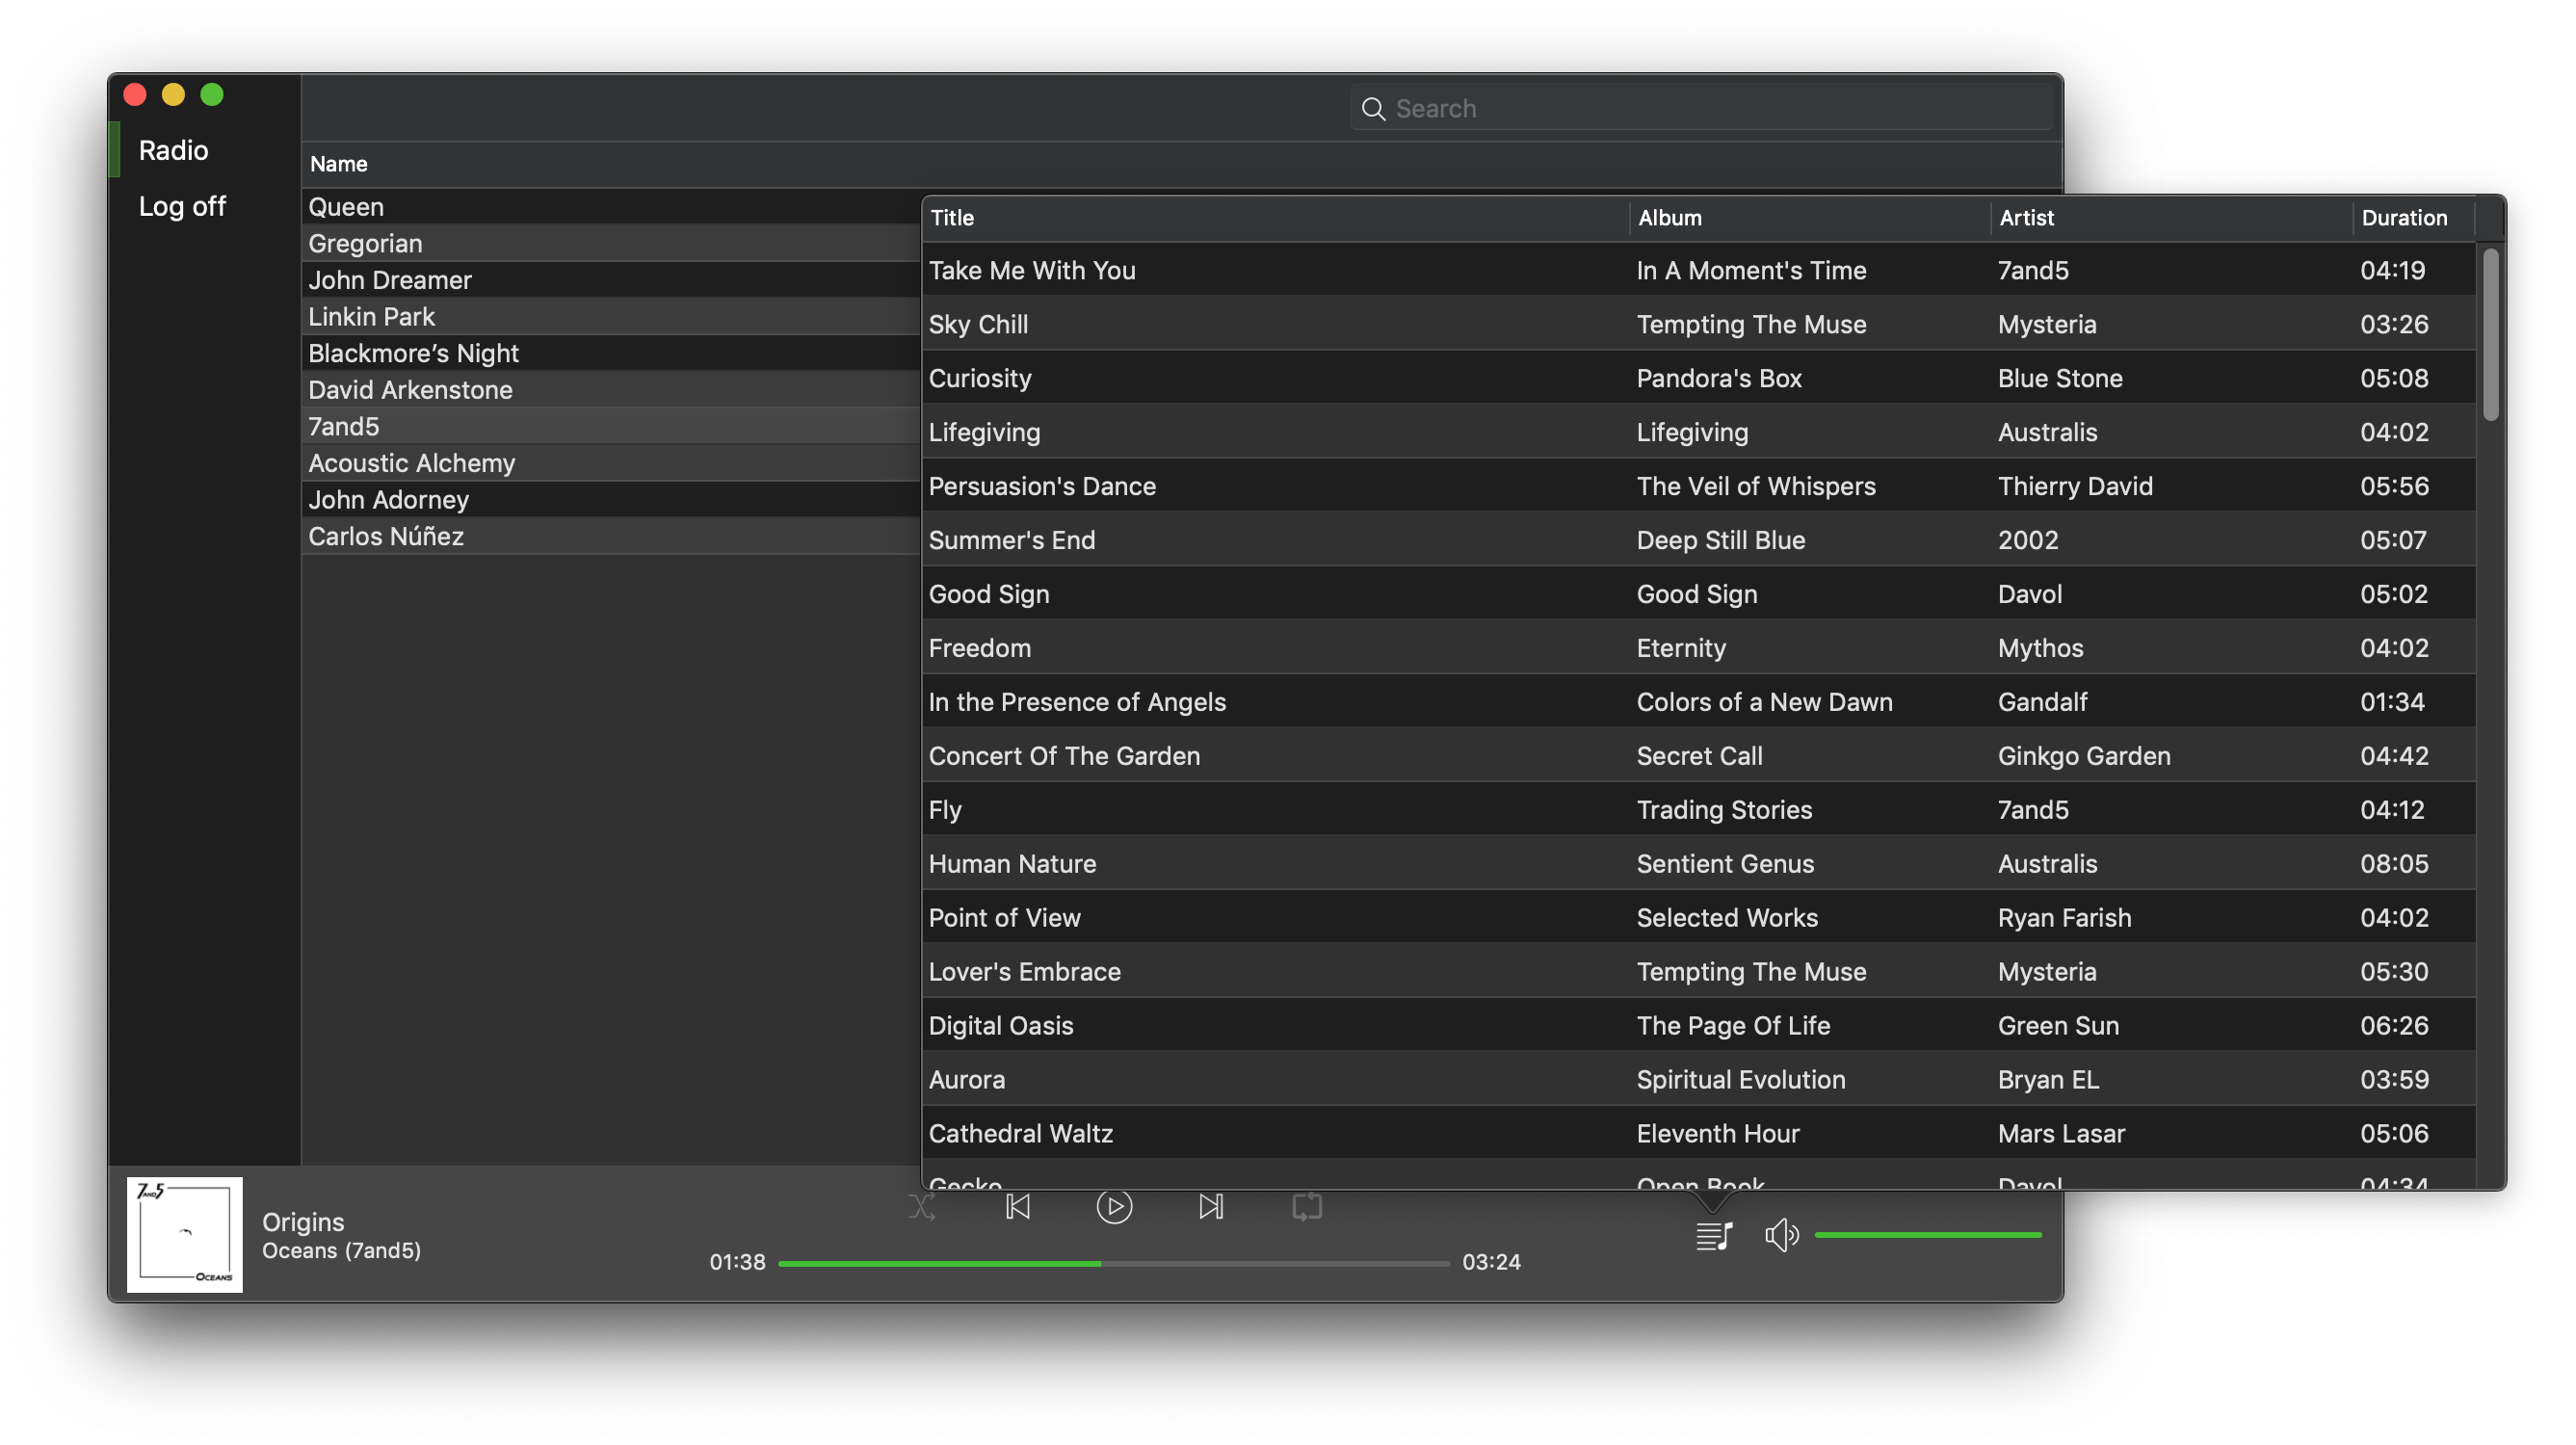 Search
Radio
Log off
Name
Queen
Gregorian
John Dreamer
Linkin Park
Blackmore’s Night
David Arkenstone
7and5
Acoustic Alchemy
John Adorney
Carlos Núñez
Title Album Artist Duration
Take Me With You In A Moment's Time 7and5 04:19
Sky Chill Tempting The Muse Mysteria 03:26
Curiosity Pandora's Box Blue Stone 05:08
Lifegiving Lifegiving Australis 04:02
Persuasion's Dance The Veil of Whispers Thierry David 05:56
Summer's End Deep Still Blue 2002 05:07
Good Sign Good Sign Davol 05:02
Freedom Eternity Mythos 04:02
In the Presence of Angels Colors of a New Dawn Gandalf 01:34
Concert Of The Garden Secret Call Ginkgo Garden 04:42
Fly Trading Stories 7and5 04:12
Human Nature Sentient Genus Australis 08:05
Point of View Selected Works Ryan Farish 04:02
Lover's Embrace Tempting The Muse Mysteria 05:30
Digital Oasis The Page Of Life Green Sun 06:26
Aurora Spiritual Evolution Bryan EL 03:59
Cathedral Waltz Eleventh Hour Mars Lasar 05:06
Gecko Open Book Davol 04:34
7AND5
OCEANS
Origins
Oceans (7and5)
01:38 03:24